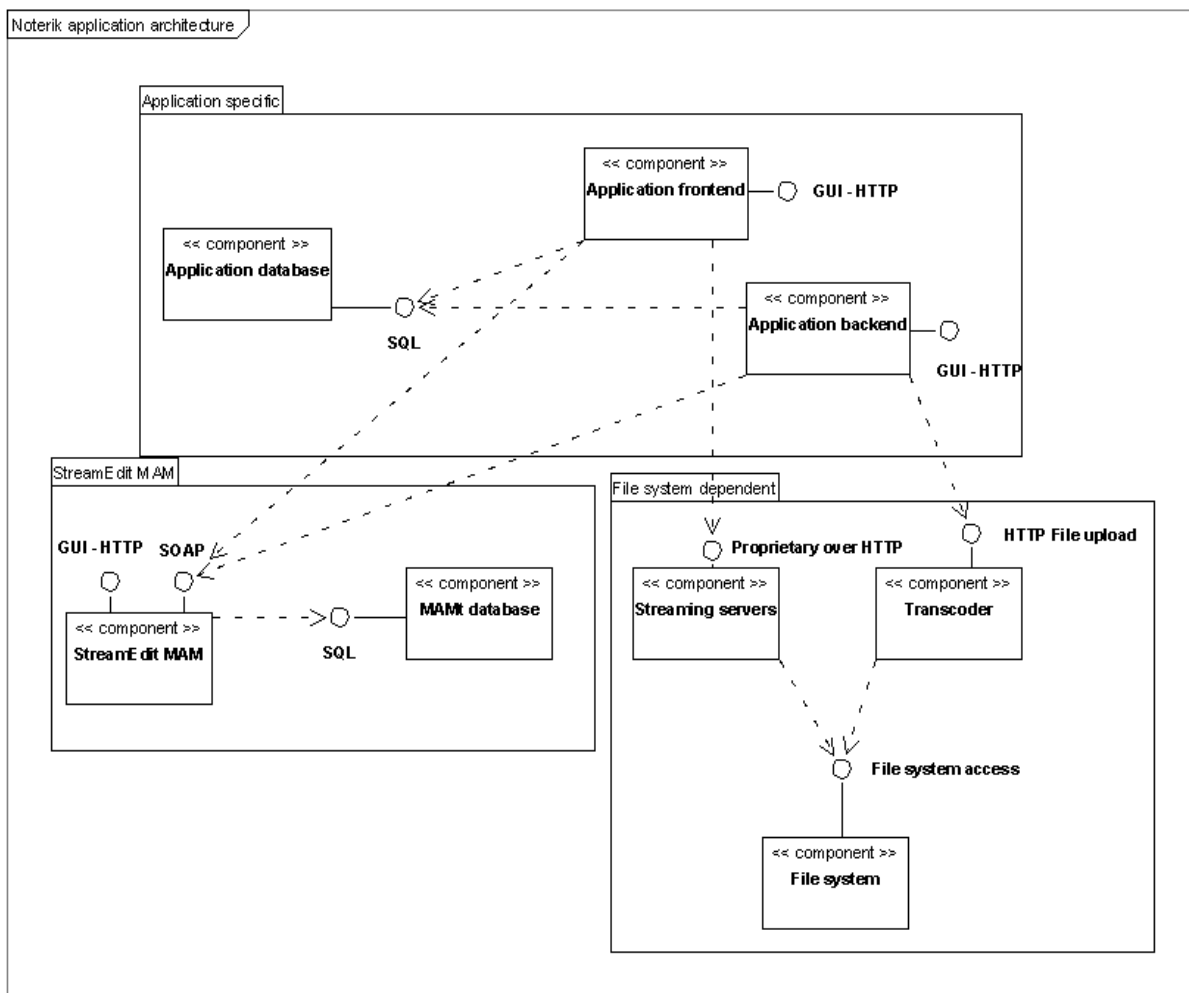 Noterik application architecture
Application specific
<< component >>
Application frontend
GUI - HTTP
<< component >>
Application database
SQL
<< component >>
Application backend
GUI - HTTP
StreamEdit MAM
GUI - HTTP
SOAP
<< component >>
StreamEdit MAM
SQL
<< component >>
MAMt database
File system dependent
Proprietary over HTTP
<< component >>
Streaming servers
HTTP File upload
<< component >>
Transcoder
File system access
<< component >>
File system